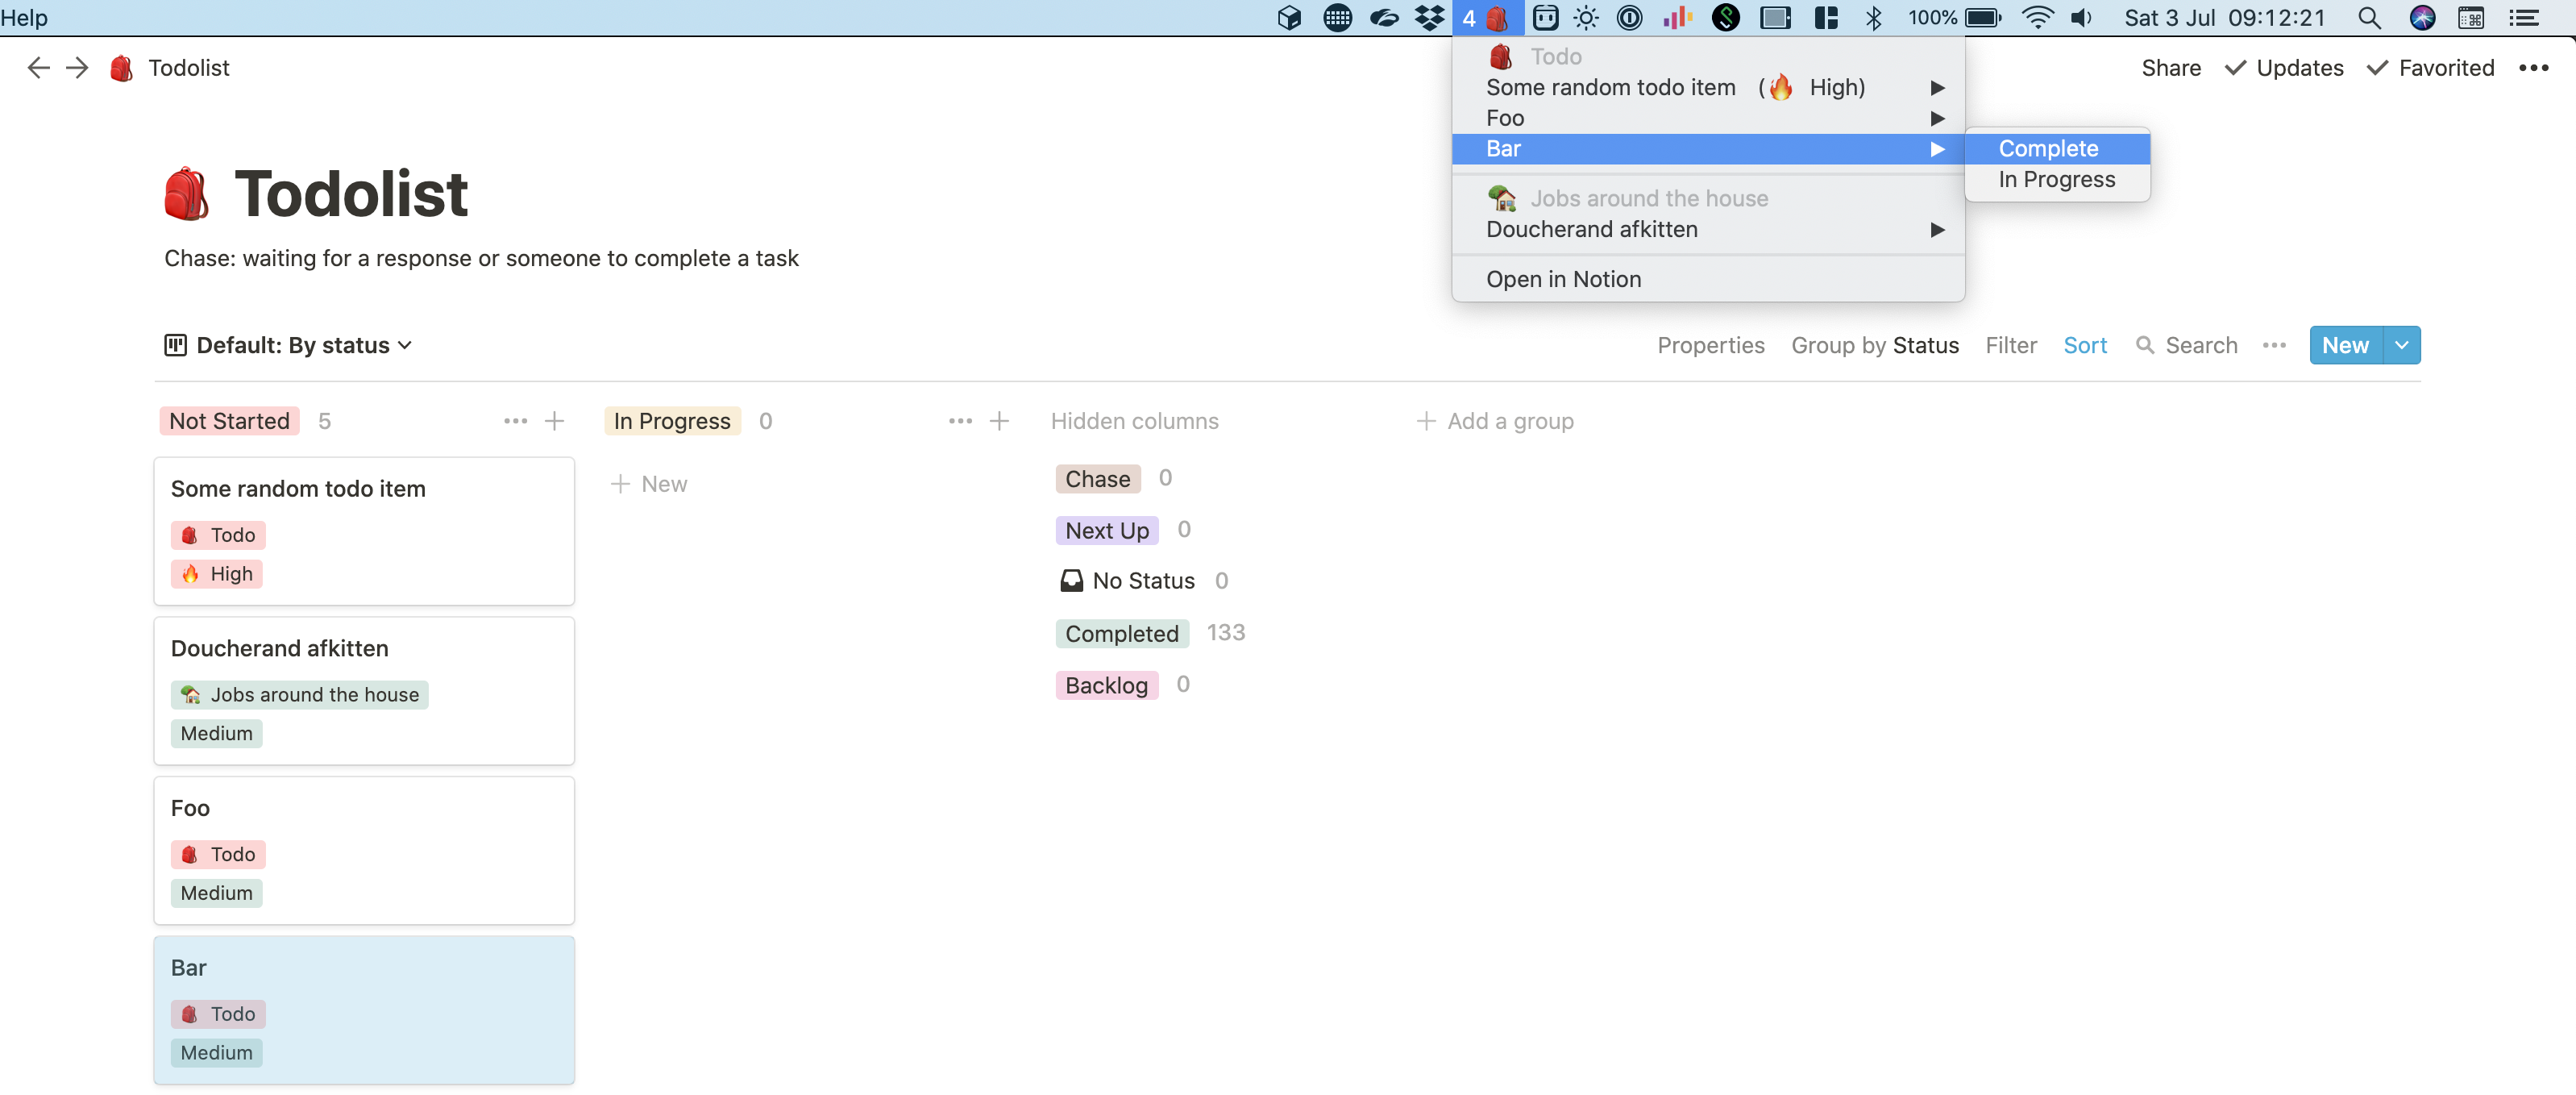 Help
4
100%
Sat 3 Jul 09:12:21
Todolist
Share
Updates
Favorited
Todo
Some random todo item (🔥 High)
Foo
Bar
Complete
In Progress
Jobs around the house
Doucherand afkitten
Open in Notion
Todolist
Chase: waiting for a response or someone to complete a task
Default: By status
Properties
Group by Status
Filter
Sort
Search
New
Not Started 5
In Progress 0
Hidden columns
Add a group
Some random todo item
Todo
High
Doucherand afkitten
Jobs around the house
Medium
Foo
Todo
Medium
Bar
Todo
Medium
New
Chase 0
Next Up 0
No Status 0
Completed 133
Backlog 0